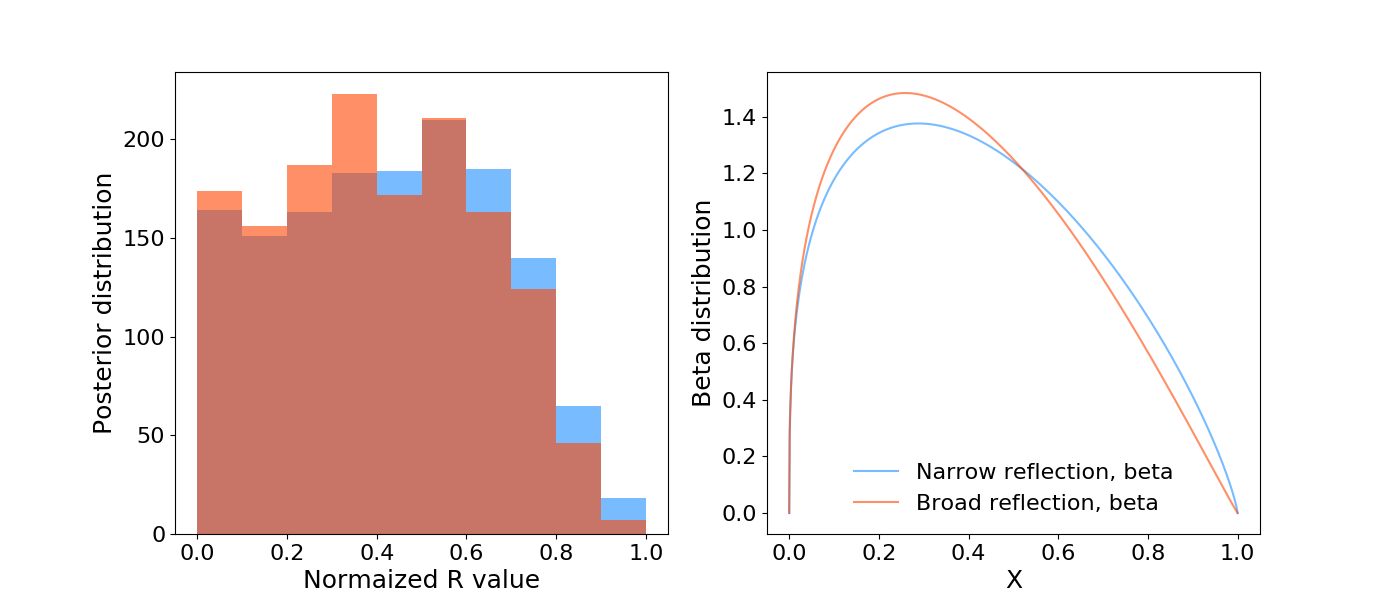 Posterior distribution
200
150
100
50
0
0.0 0.2 0.4 0.6 0.8 1.0
Normaized R value
Beta distribution
1.4
1.2
1.0
0.8
0.6
0.4
0.2
0.0
Narrow reflection, beta
Broad reflection, beta
0.0 0.2 0.4 0.6 0.8 1.0
X